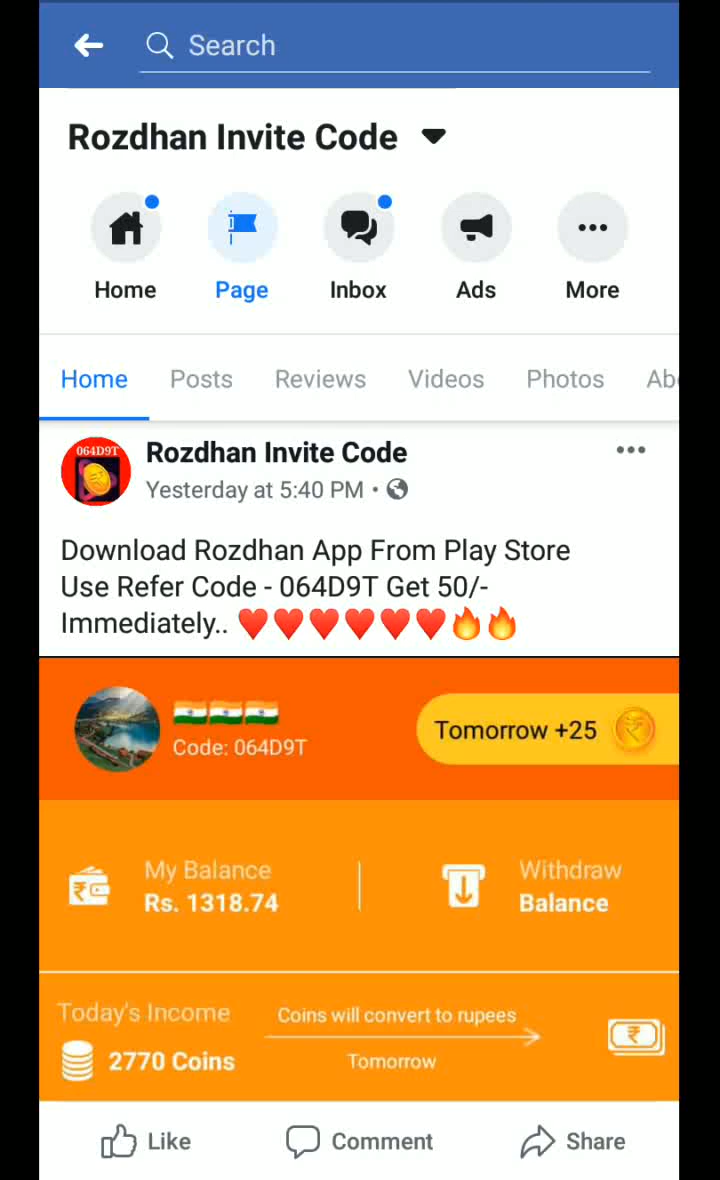 Search
Rozdhan Invite Code
Home Page Inbox Ads More
Home Posts Reviews Videos Photos Ab
064D9T
Rozdhan Invite Code
Yesterday at 5:40 PM •
Download Rozdhan App From Play Store
Use Refer Code - 064D9T Get 50/-
Immediately.. ❤️❤️❤️❤️❤️❤️🔥🔥
🇮🇳🇮🇳🇮🇳
Code: 064D9T
Tomorrow +25
My Balance
Rs. 1318.74
Withdraw
Balance
Today's Income
2770 Coins
Coins will convert to rupees
Tomorrow
Like Comment Share